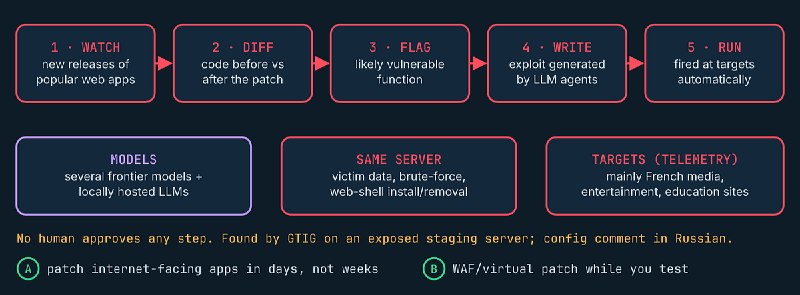 1 · WATCH
new releases of
popular web apps
2 · DIFF
code before vs
after the patch
3 · FLAG
likely vulnerable
function
4 · WRITE
exploit generated
by LLM agents
5 · RUN
fired at targets
automatically
MODELS
several frontier models +
locally hosted LLMs
SAME SERVER
victim data, brute-force,
web-shell install/removal
TARGETS (TELEMETRY)
mainly French media,
entertainment, education sites
No human approves any step. Found by GTIG on an exposed staging server; config comment in Russian.
A patch internet-facing apps in days, not weeks
B WAF/virtual patch while you test